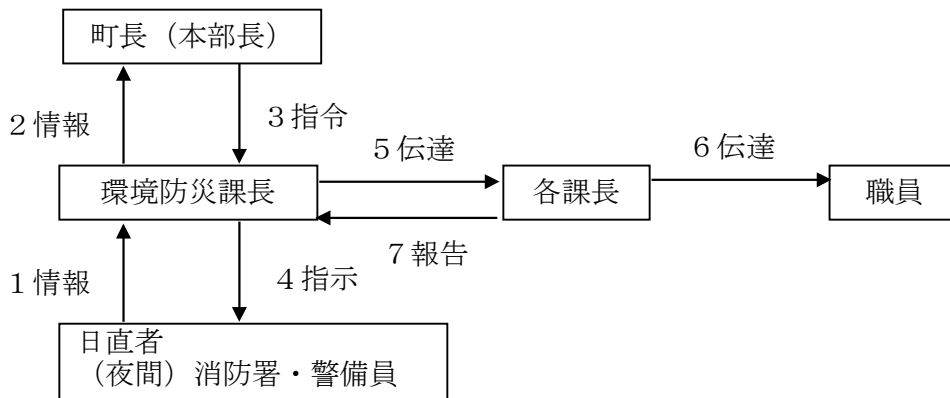 町長（本部長）
２情報
３指令
５伝達
６伝達
環境防災課長
各課長
職員
７報告
１情報
４指示
日直者
（夜間）消防署・警備員